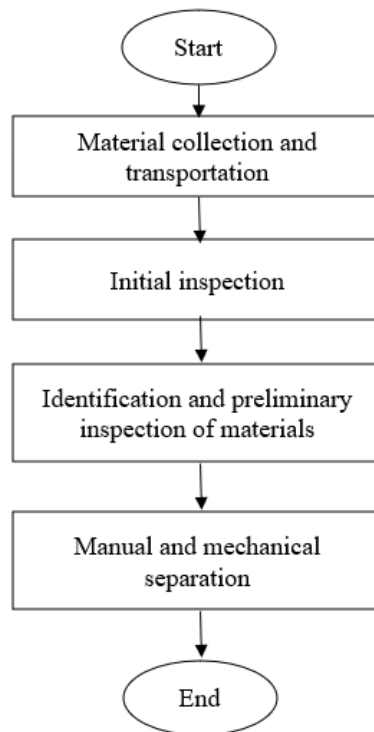 Start
Material collection and
transportation
Initial inspection
Identification and preliminary
inspection of materials
Manual and mechanical
separation
End